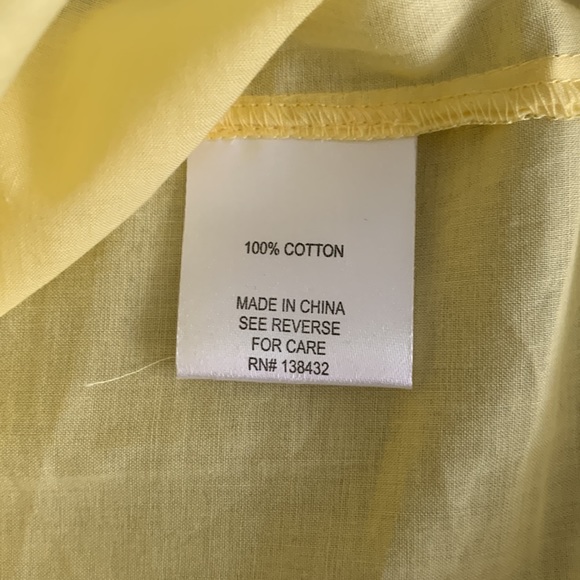 100% COTTON
MADE IN CHINA
SEE REVERSE
FOR CARE
RN# 138432